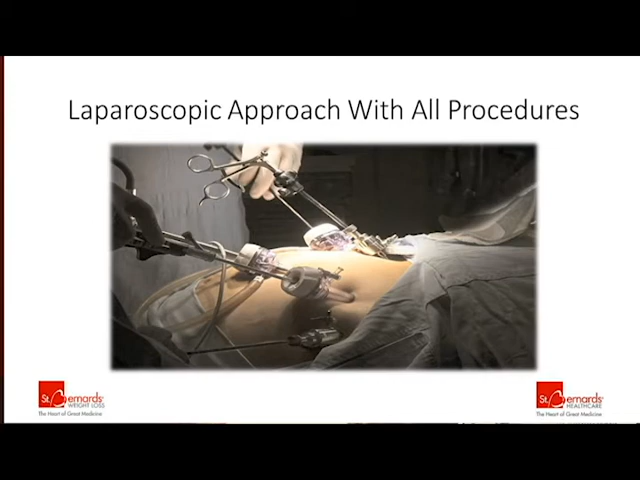 Laparoscopic Approach With All Procedures
St. Bernards
WEIGHT LOSS
The Heart of Great Medicine
St. Bernards
HEALTHCARE
The Heart of Great Medicine